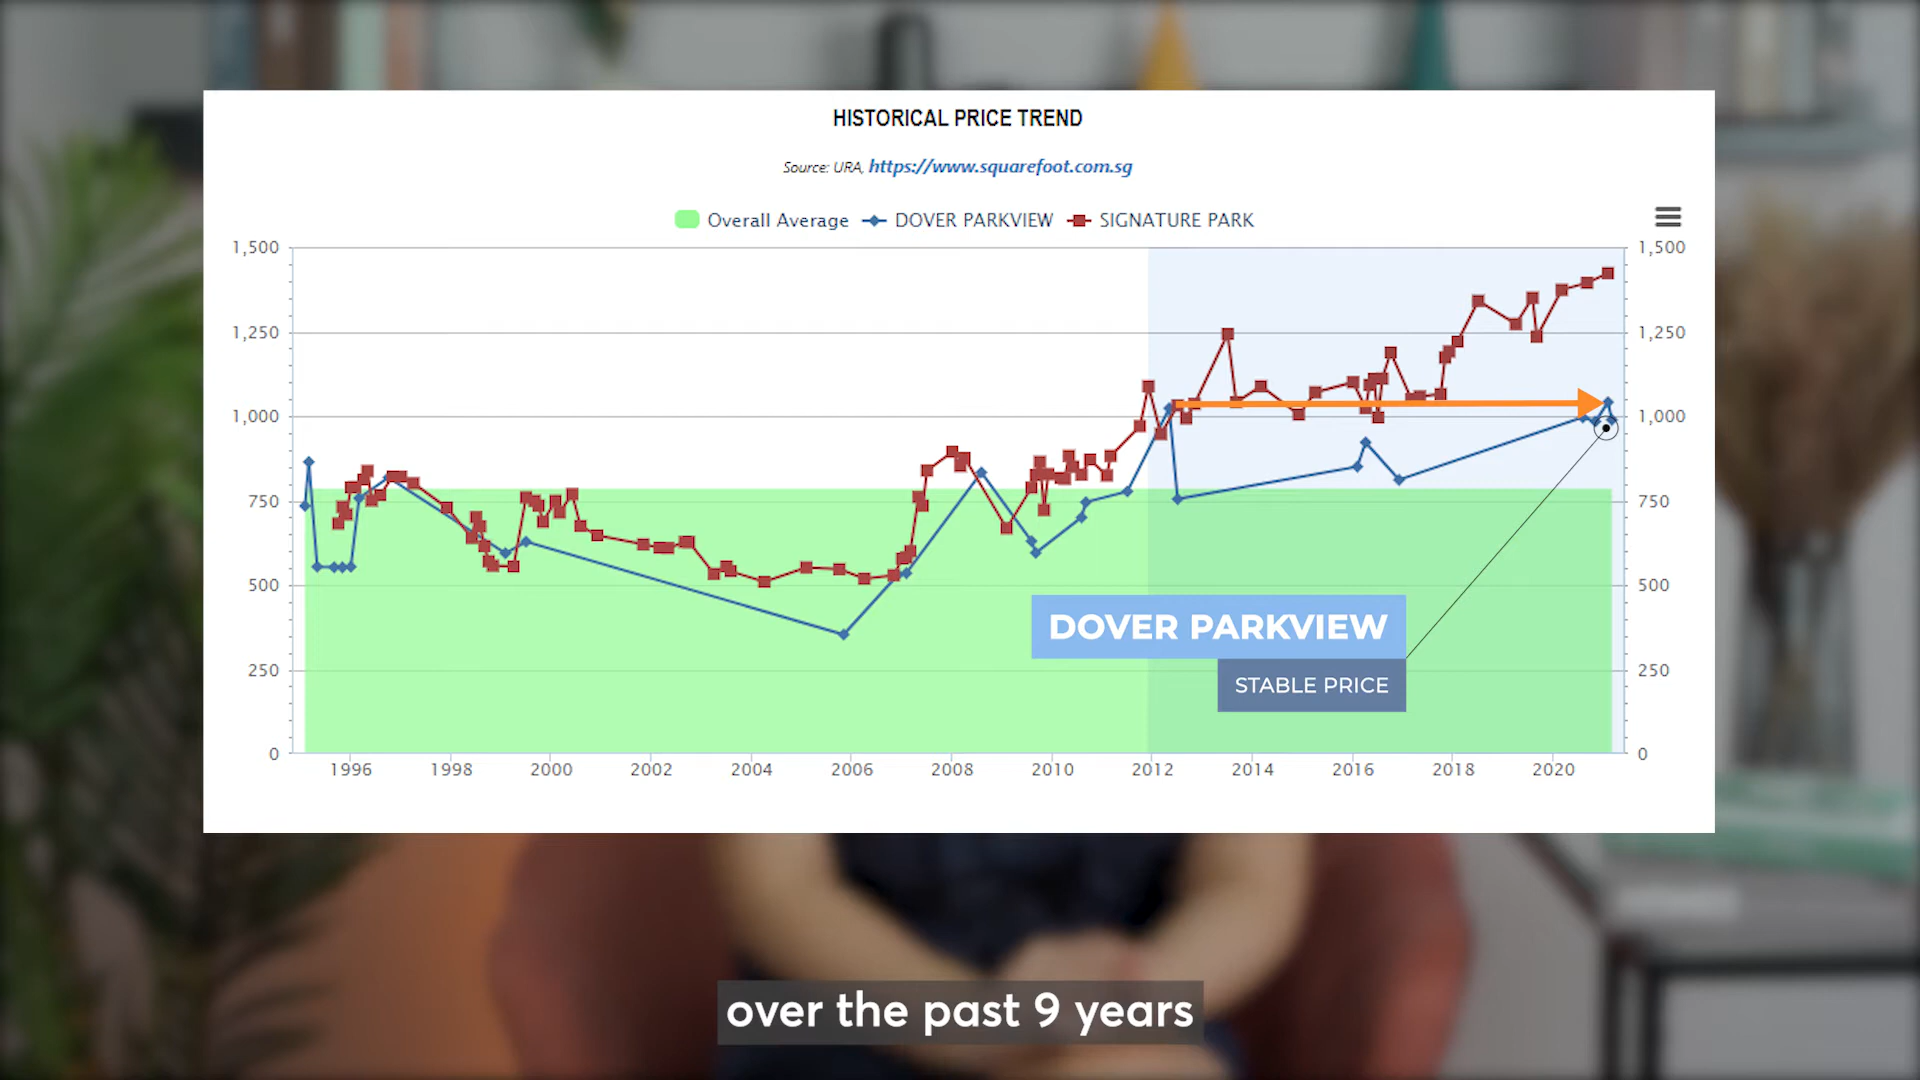 HISTORICAL PRICE TREND
Source: URA, https://www.squarefoot.com.sg
Overall Average DOVER PARKVIEW SIGNATURE PARK
1,500 1,500
1,250 1,250
1,000 1,000
750 750
500 500
DOVER PARKVIEW
250 250
STABLE PRICE
0 0
1996 1998 2000 2002 2004 2006 2008 2010 2012 2014 2016 2018 2020
over the past 9 years